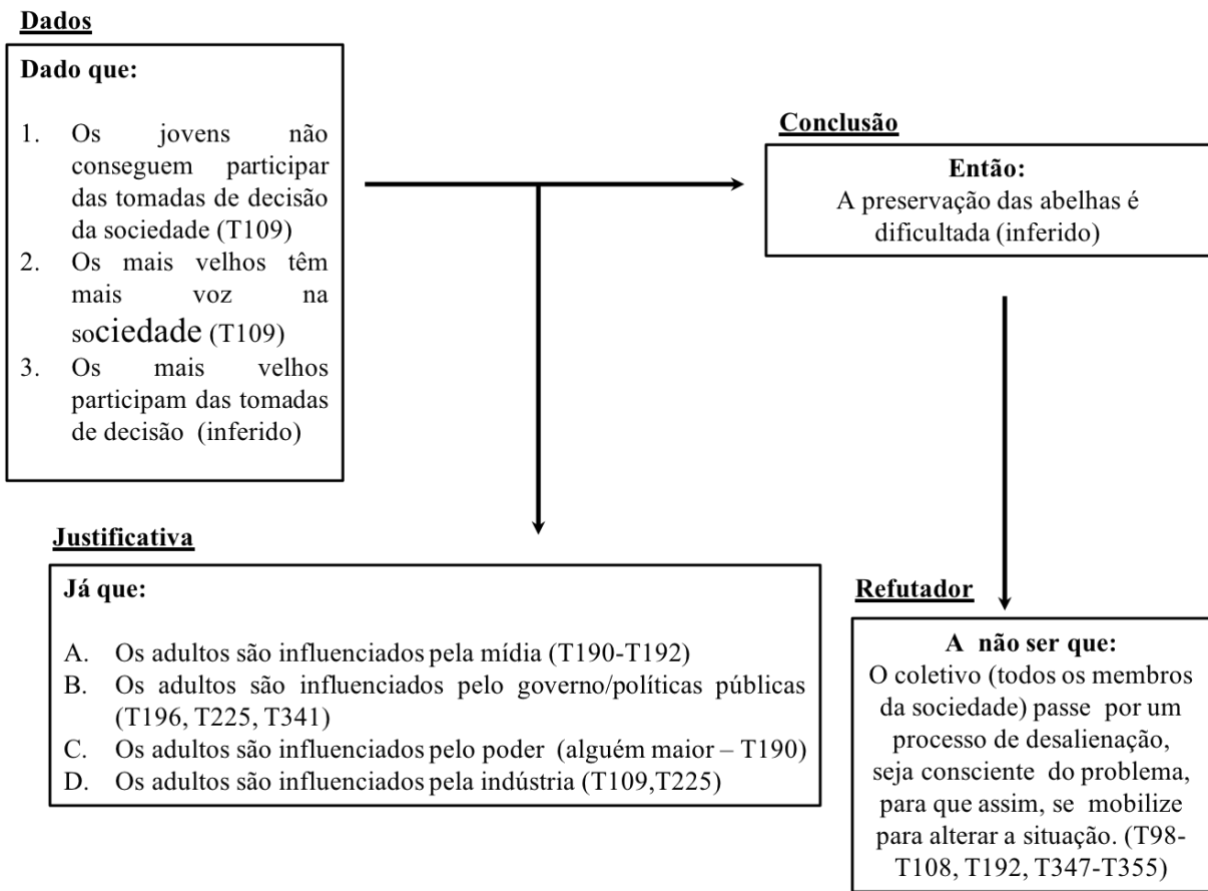 Dados
Dado que:
1. Os jovens não
conseguem participar
das tomadas de decisão
da sociedade (T109)
2. Os mais velhos têm
mais voz na
sociedade (T109)
3. Os mais velhos
participam das tomadas
de decisão (inferido)
Conclusão
Então:
A preservação das abelhas é
dificultada (inferido)
Justificativa
Já que:
A. Os adultos são influenciados pela mídia (T190-T192)
B. Os adultos são influenciados pelo governo/políticas públicas
(T196, T225, T341)
C. Os adultos são influenciados pelo poder (alguém maior – T190)
D. Os adultos são influenciados pela indústria (T109,T225)
Refutador
A não ser que:
O coletivo (todos os membros
da sociedade) passe por um
processo de desalienação,
seja consciente do problema,
para que assim, se mobilize
para alterar a situação. (T98-
T108, T192, T347-T355)